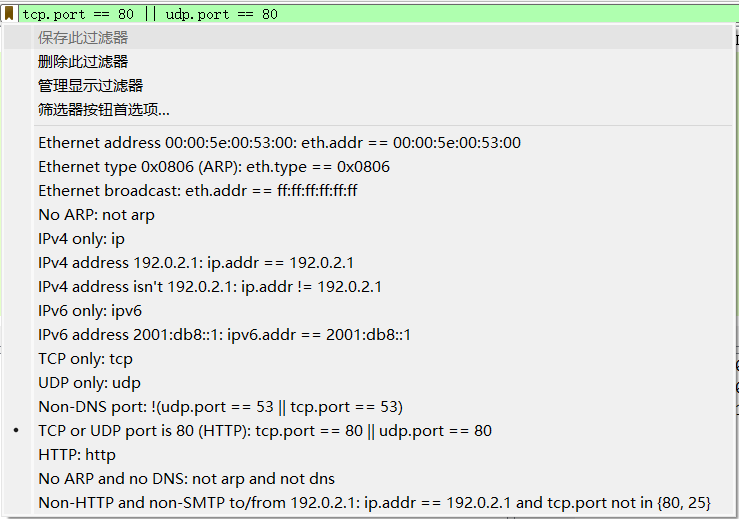 tcp.port == 80 || udp.port == 80
保存此过滤器
删除此过滤器
管理显示过滤器
筛选器按钮首选项...
Ethernet address 00:00:5e:00:53:00: eth.addr == 00:00:5e:00:53:00
Ethernet type 0x0806 (ARP): eth.type == 0x0806
Ethernet broadcast: eth.addr == ff:ff:ff:ff:ff:ff
No ARP: not arp
IPv4 only: ip
IPv4 address 192.0.2.1: ip.addr == 192.0.2.1
IPv4 address isn't 192.0.2.1: ip.addr != 192.0.2.1
IPv6 only: ipv6
IPv6 address 2001:db8::1: ipv6.addr == 2001:db8::1
TCP only: tcp
UDP only: udp
Non-DNS port: !(udp.port == 53 || tcp.port == 53)
• TCP or UDP port is 80 (HTTP): tcp.port == 80 || udp.port == 80
HTTP: http
No ARP and no DNS: not arp and not dns
Non-HTTP and non-SMTP to/from 192.0.2.1: ip.addr == 192.0.2.1 and tcp.port not in {80, 25}